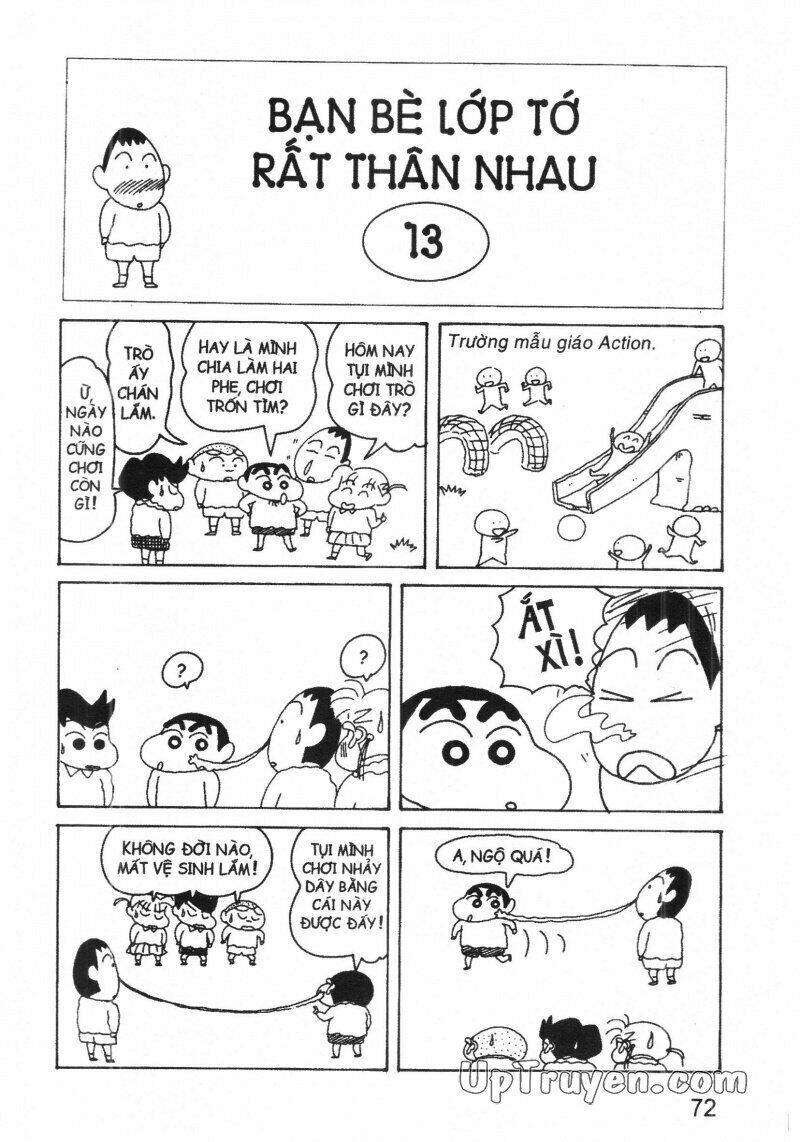 BẠN BÈ LỚP TỚ
RẤT THÂN NHAU
13
Trường mẫu giáo Action.
HÔM NAY
TỤI MÌNH
CHƠI TRÒ
GÌ ĐÂY?
HAY LÀ MÌNH
CHIA LÀM HAI
PHE, CHƠI
TRỐN TÌM?
TRÒ
ẤY
CHÁN
LẮM.
Ừ,
NGÀY
NÀO
CŨNG
CHƠI
CÒN
GÌ!
ẮT
XÌ!
?
?
A, NGỘ QUÁ!
TỤI MÌNH
CHƠI NHẢY
DÂY BẰNG
CÁI NÀY
ĐƯỢC ĐẤY!
KHÔNG ĐỜI NÀO,
MẤT VỆ SINH LẮM!
UpTruyen.com
72